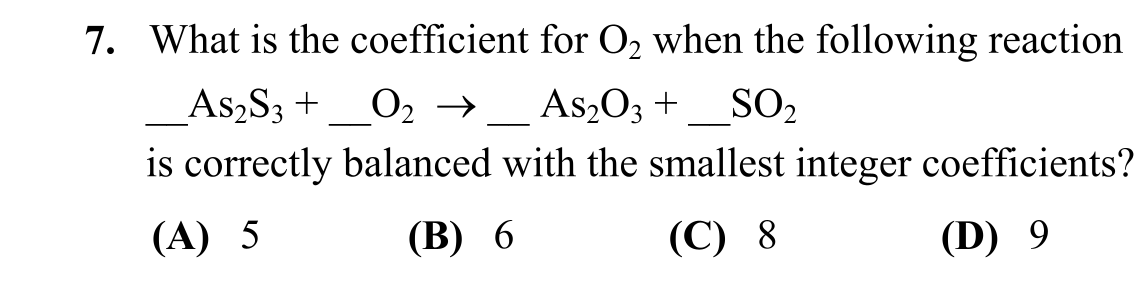 7. What is the coefficient for O₂ when the following reaction
__As₂S₃ + __O₂ → __ As₂O₃ + __SO₂
is correctly balanced with the smallest integer coefficients?
(A) 5 (B) 6 (C) 8 (D) 9